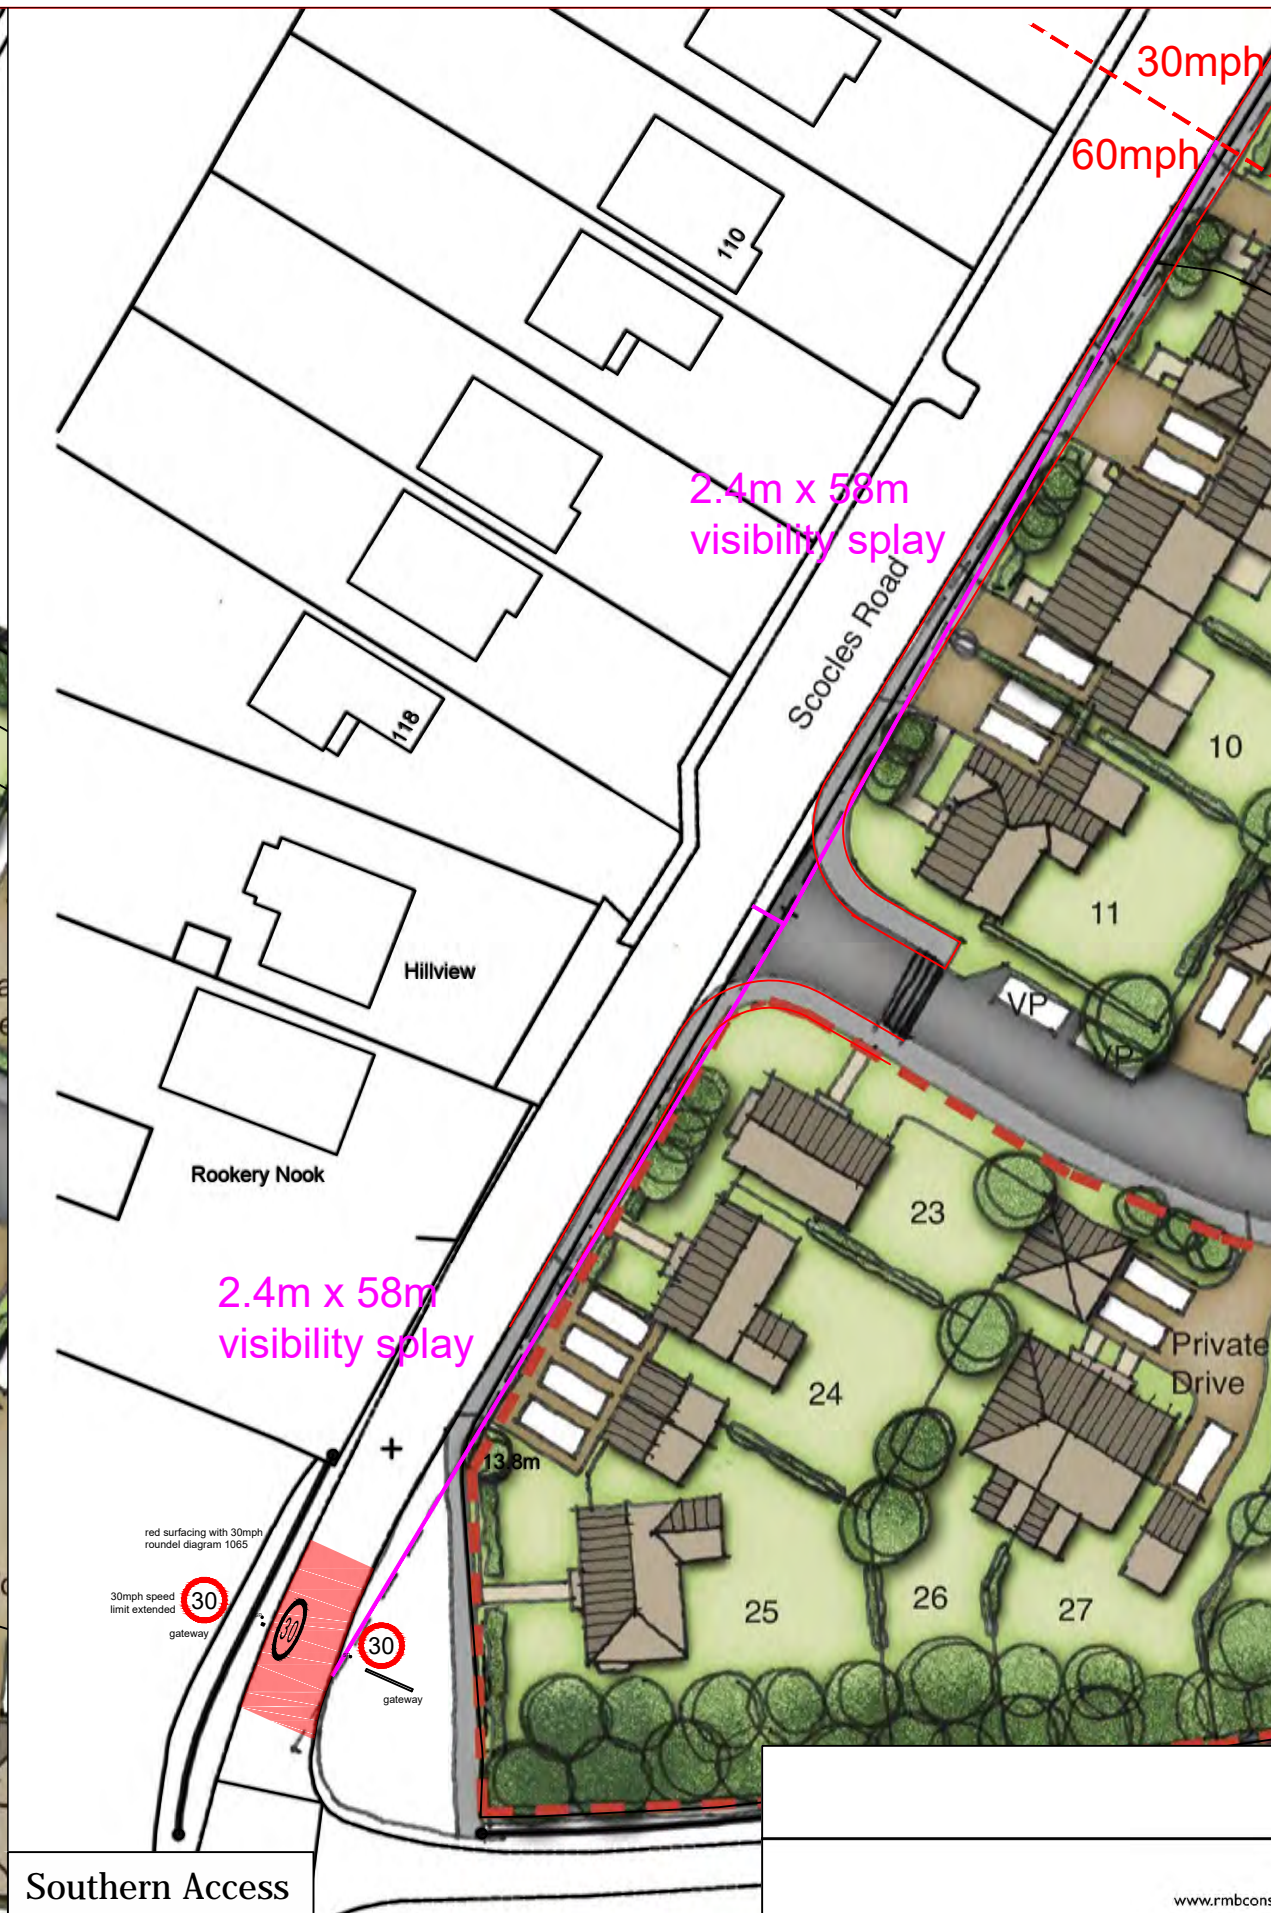 30mph
60mph
110
2.4m x 58m
visibility splay
Scocles Road
118
10
11
Hillview
VP
VP
Rookery Nook
23
2.4m x 58m
visibility splay
Private
Drive
24
13.8m
red surfacing with 30mph
roundel diagram 1065
30mph speed
limit extended
30
gateway
30
30
gateway
25
26
27
Southern Access